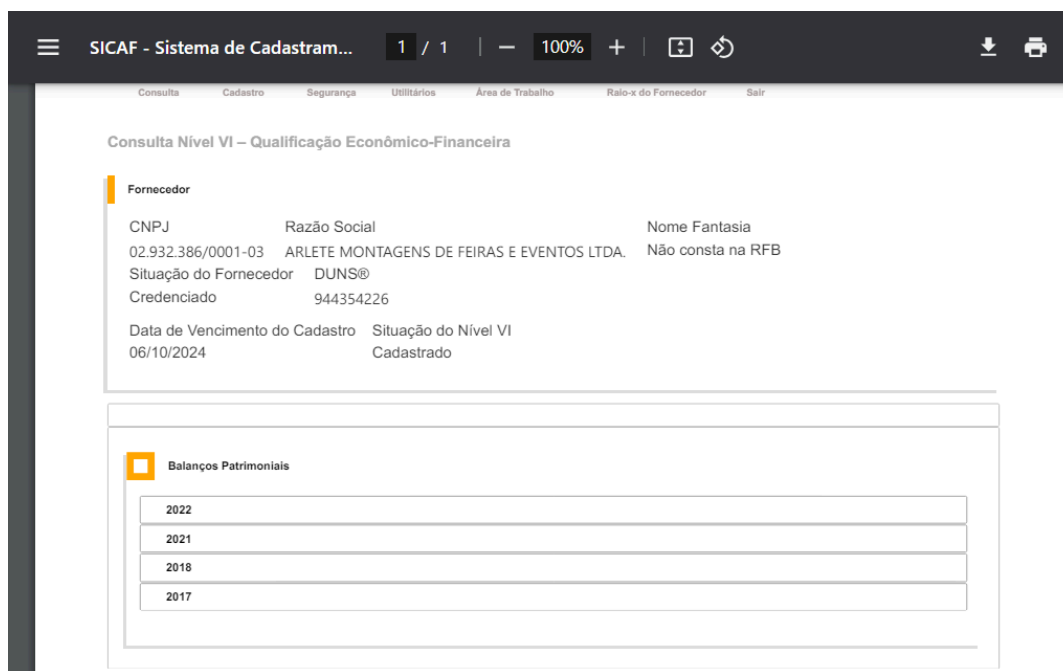 SICAF - Sistema de Cadastram... 1 / 1 100%
Consulta Cadastro Segurança Utilitários Área de Trabalho Raio-x do Fornecedor Sair
Consulta Nível VI – Qualificação Econômico-Financeira
Fornecedor
CNPJ Razão Social Nome Fantasia
02.932.386/0001-03 ARLETE MONTAGENS DE FEIRAS E EVENTOS LTDA. Não consta na RFB
Situação do Fornecedor DUNS®
Credenciado 944354226
Data de Vencimento do Cadastro Situação do Nível VI
06/10/2024 Cadastrado
Balanços Patrimoniais
2022
2021
2018
2017